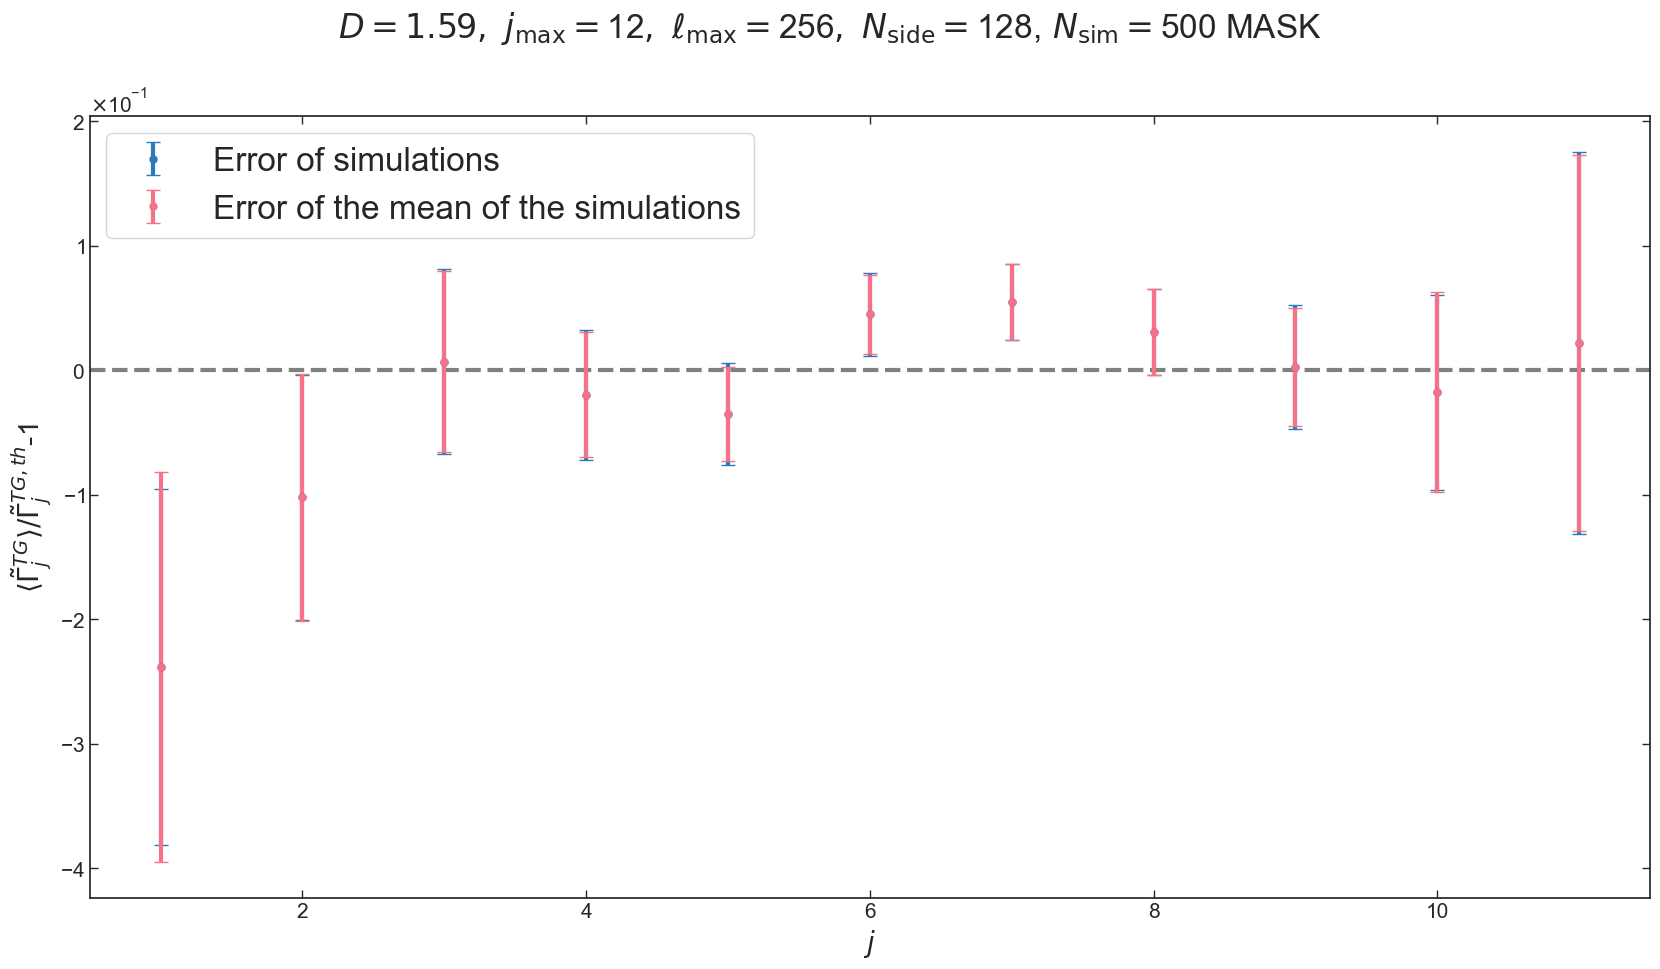 D = 1.59, j_max = 12, ℓ_max = 256, N_side = 128, N_sim = 500 MASK
×10⁻¹
2
1
0
−1
−2
−3
−4
Error of simulations
Error of the mean of the simulations
⟨Γ̃_j^TG⟩/Γ̃_j^TG, th-1
2 4 6 8 10
j